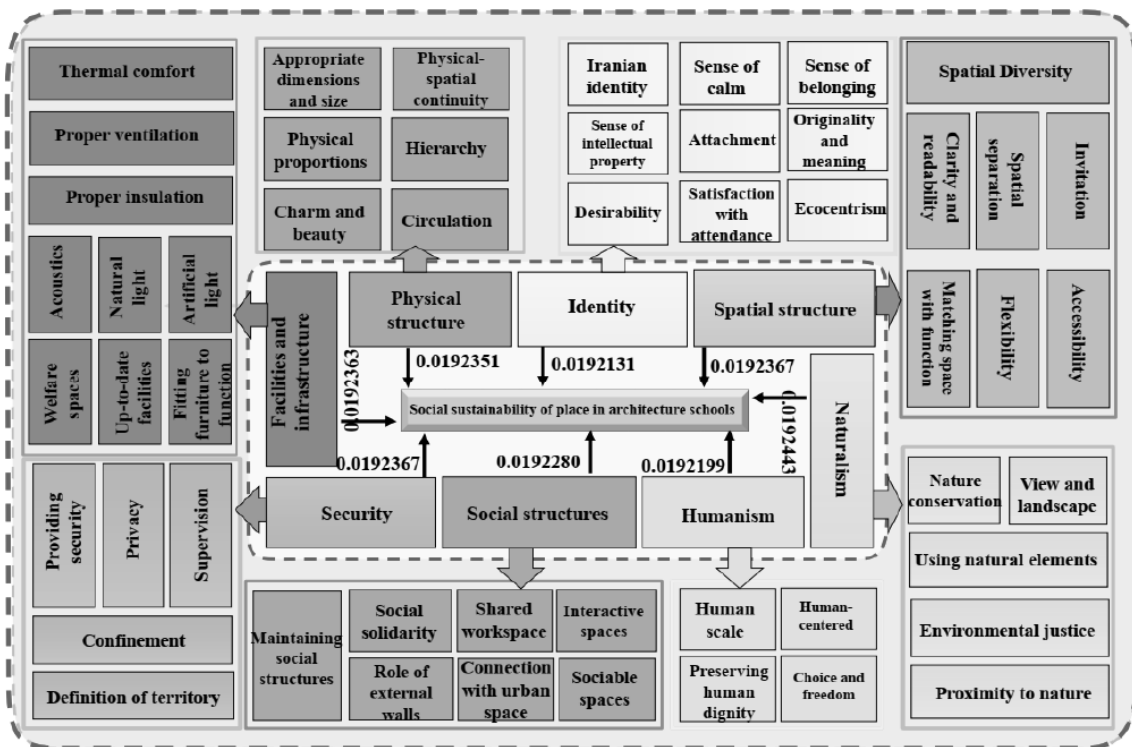 Thermal comfort
Proper ventilation
Proper insulation
Acoustics
Natural
light
Artificial
light
Welfare
spaces
Up-to-date
facilities
Fitting
furniture to
function
Appropriate
dimensions
and size
Physical-
spatial
continuity
Physical
proportions
Hierarchy
Charm and
beauty
Circulation
Iranian
identity
Sense of
calm
Sense of
belonging
Sense of
intellectual
property
Attachment
Originality
and
meaning
Desirability
Satisfaction
with
attendance
Ecocentrism
Spatial Diversity
Clarity and
readability
Spatial
separation
Invitation
Matching space
with function
Flexibility
Accessibility
Facilities and
infrastructure
Physical
structure
Identity
Spatial structure
0.0192363
0.0192351
0.0192131
0.0192367
Social sustainability of place in architecture schools
0.0192443
Naturalism
0.0192367
0.0192280
0.0192199
Security
Social structures
Humanism
Providing
security
Privacy
Supervision
Confinement
Definition of territory
Maintaining
social
structures
Social
solidarity
Shared
workspace
Interactive
spaces
Role of
external
walls
Connection
with urban
space
Sociable
spaces
Human
scale
Human-
centered
Preserving
human
dignity
Choice and
freedom
Nature
conservation
View and
landscape
Using natural elements
Environmental justice
Proximity to nature